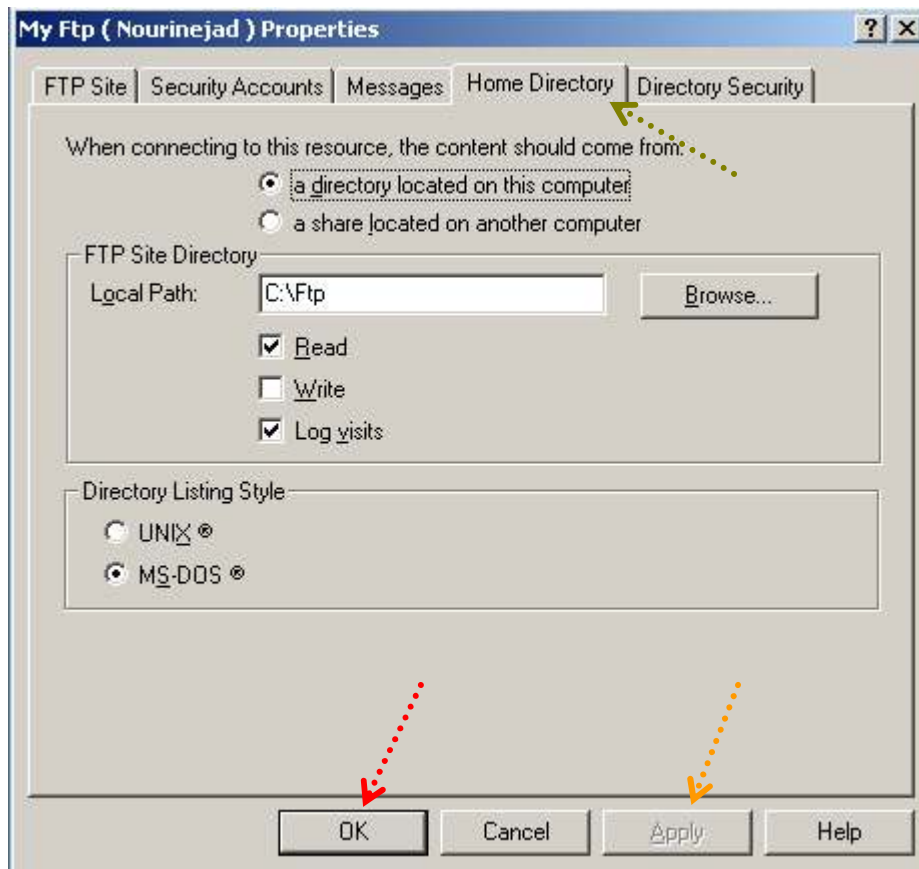 My Ftp ( Nourinejad ) Properties
FTP Site Security Accounts Messages Home Directory Directory Security
When connecting to this resource, the content should come from:
a directory located on this computer
a share located on another computer
FTP Site Directory
Local Path: C:\Ftp Browse...
Read
Write
Log visits
Directory Listing Style
UNIX ®
MS-DOS ®
OK Cancel Apply Help